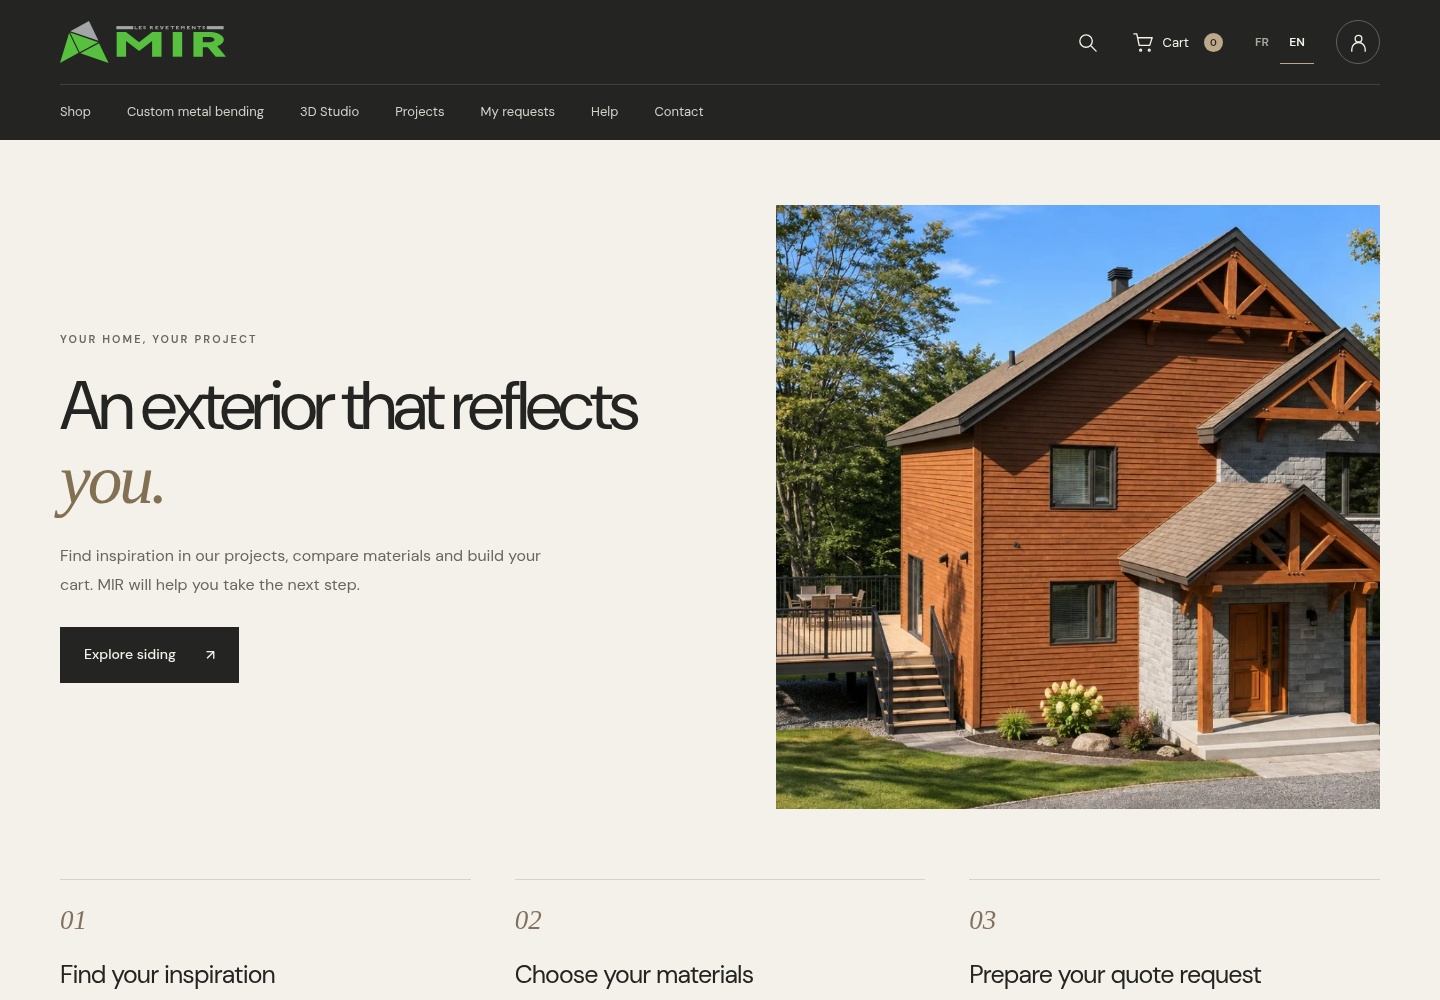 LES REVETEMENTS
MIR
Cart 0 FR EN
Shop Custom metal bending 3D Studio Projects My requests Help Contact
YOUR HOME, YOUR PROJECT
An exterior that reflects
you.
Find inspiration in our projects, compare materials and build your
cart. MIR will help you take the next step.
Explore siding
01
Find your inspiration
02
Choose your materials
03
Prepare your quote request